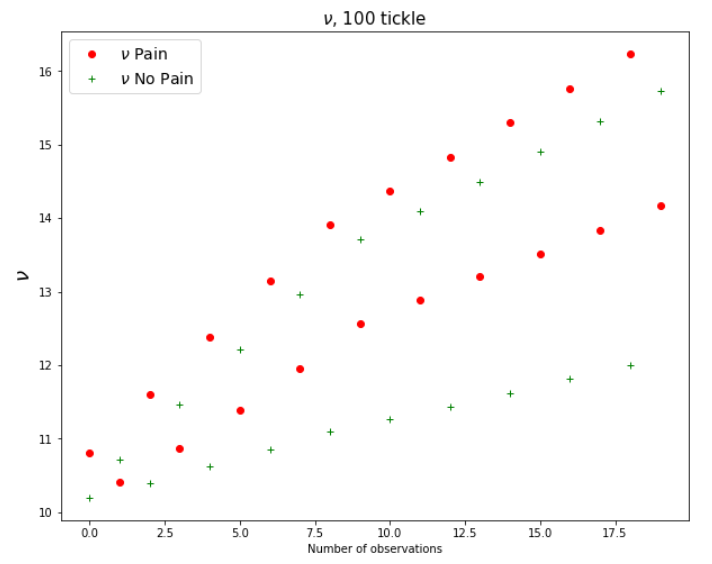 ν, 100 tickle
ν Pain
ν No Pain
16
15
14
13
12
11
10
ν
0.0 2.5 5.0 7.5 10.0 12.5 15.0 17.5
Number of observations